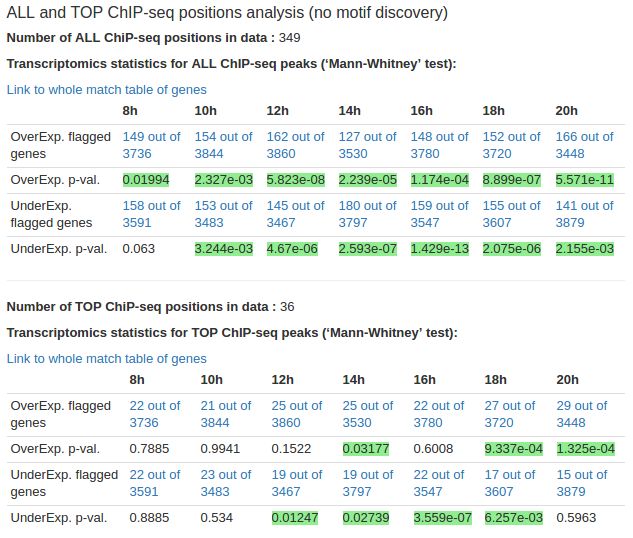 ALL and TOP ChIP-seq positions analysis (no motif discovery)
Number of ALL ChiP-seq positions in data : 349
Transcriptomics statistics for ALL ChIP-seq peaks (‘Mann-Whitney’ test):
Link to whole match table of genes
8h 10h 12h 14h 16h 18h 20h
OverExp. flagged 149 out of 154 out of 162 out of 127 out of 148 out of 152 out of 166 out of
genes 3736 3844 3860 3530 3780 3720 3448
OverExp. p-val. 0.01994 2.327e-03 5.823e-08 2.239e-05 1.174e-04 8.899e-07 5.571e-11
UnderExp. 158 out of 153 out of 145 out of 180 out of 159 out of 155 out of 141 out of
flagged genes 3591 3483 3467 3797 3547 3607 3879
UnderExp. p-val. 0.063 3.244e-03 4.67e-06 2.593e-07 1.429e-13 2.075e-06 2.155e-03
Number of TOP ChiP-seq positions in data : 36
Transcriptomics statistics for TOP ChIP-seq peaks (‘Mann-Whitney’ test):
Link to whole match table of genes
8h 10h 12h 14h 16h 18h 20h
OverExp. flagged 22 out of 21 out of 25 out of 25 out of 22 out of 27 out of 29 out of
genes 3736 3844 3860 3530 3780 3720 3448
OverExp. p-val. 0.7885 0.9941 0.1522 0.03177 0.6008 9.337e-04 1.325e-04
UnderExp. flagged 22 out of 23 out of 19 out of 19 out of 22 out of 17 out of 15 out of
genes 3591 3483 3467 3797 3547 3607 3879
UnderExp. p-val. 0.8885 0.534 0.01247 0.02739 3.559e-07 6.257e-03 0.5963